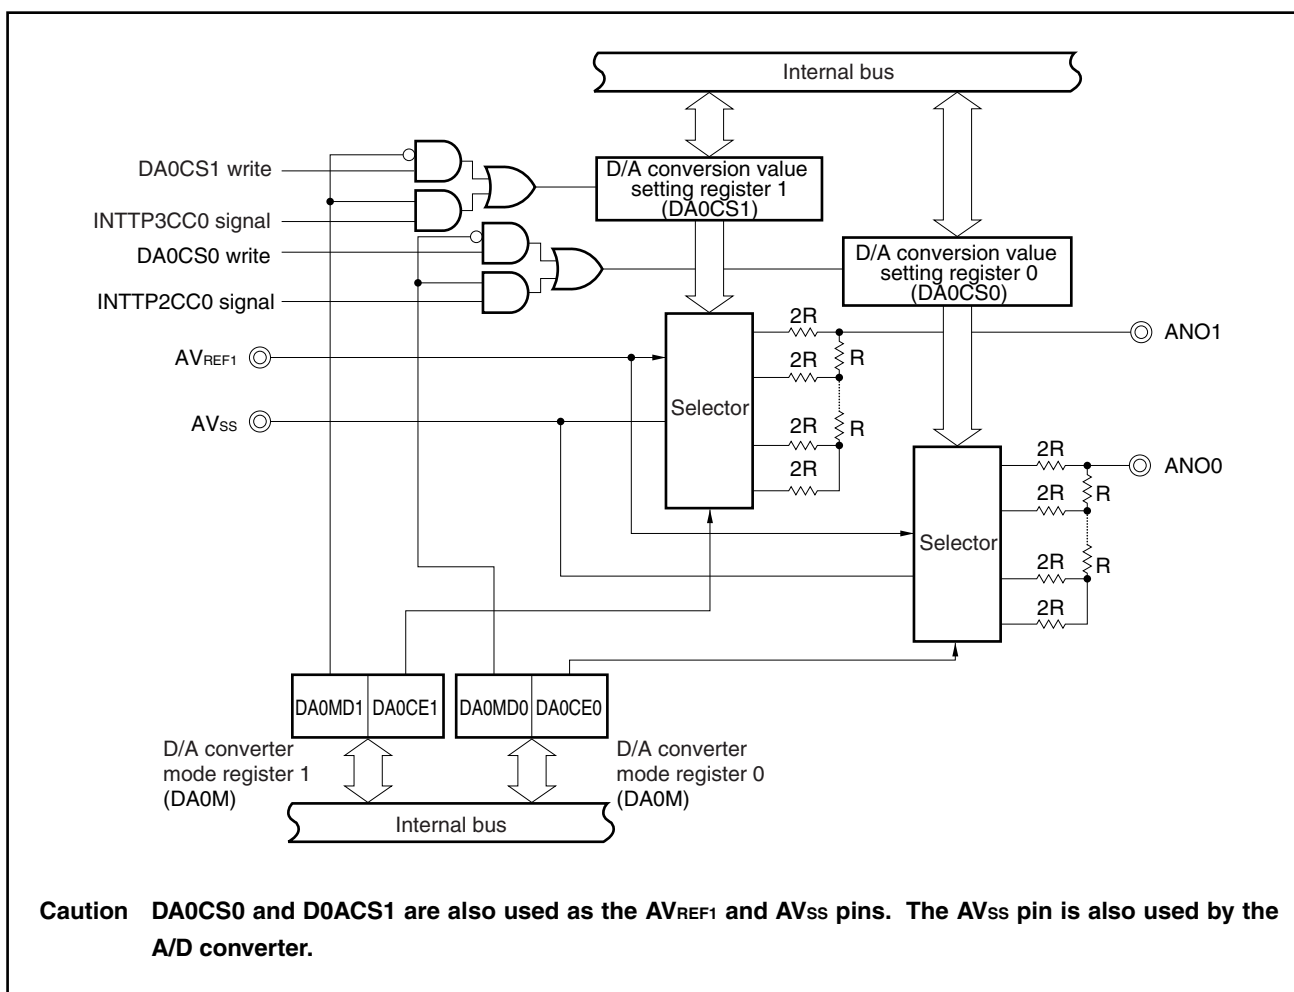 Internal bus
DA0CS1 write
INTTP3CC0 signal
DA0CS0 write
INTTP2CC0 signal
D/A conversion value
setting register 1
(DA0CS1)
D/A conversion value
setting register 0
(DA0CS0)
AVREF1
AVSS
Selector
2R
2R
2R
2R
R
R
ANO1
Selector
2R
2R
2R
2R
R
R
ANO0
DA0MD1 DA0CE1
DA0MD0 DA0CE0
D/A converter
mode register 1
(DA0M)
D/A converter
mode register 0
(DA0M)
Internal bus
Caution DA0CS0 and D0ACS1 are also used as the AVREF1 and AVSS pins. The AVSS pin is also used by the
A/D converter.